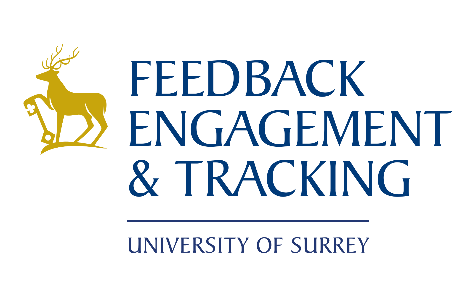 FEEDBACK
ENGAGEMENT
& TRACKING
UNIVERSITY OF SURREY